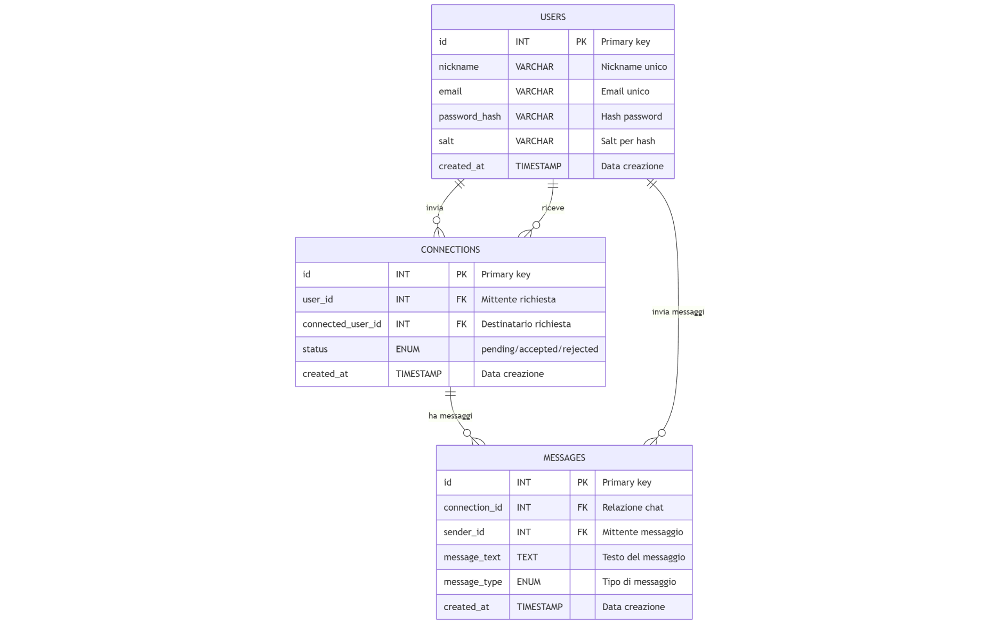 USERS
id INT PK Primary key
nickname VARCHAR Nickname unico
email VARCHAR Email unico
password_hash VARCHAR Hash password
salt VARCHAR Salt per hash
created_at TIMESTAMP Data creazione
invia riceve
CONNECTIONS
id INT PK Primary key
user_id INT FK Mittente richiesta
connected_user_id INT FK Destinatario richiesta
status ENUM pending/accepted/rejected
created_at TIMESTAMP Data creazione
invia messaggi
ha messaggi
MESSAGES
id INT PK Primary key
connection_id INT FK Relazione chat
sender_id INT FK Mittente messaggio
message_text TEXT Testo del messaggio
message_type ENUM Tipo di messaggio
created_at TIMESTAMP Data creazione